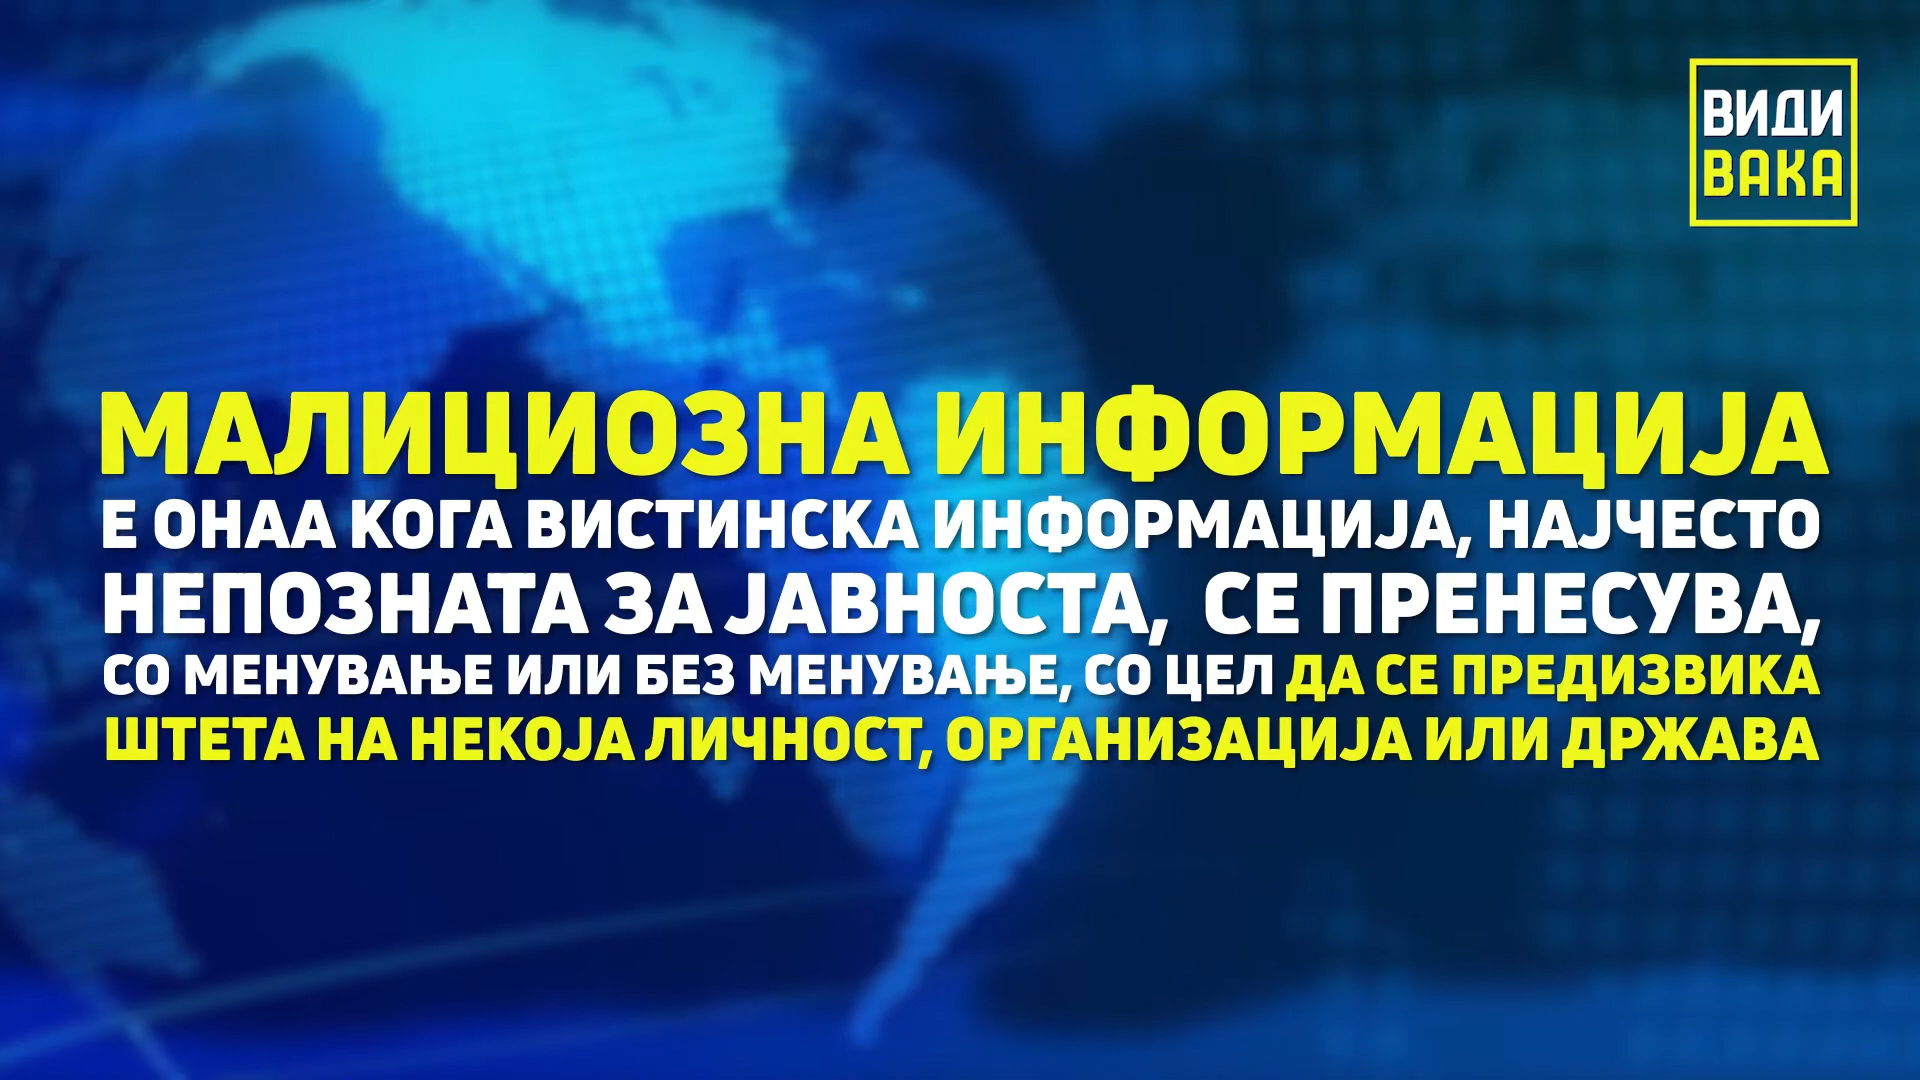 ВИДИ
ВАКА
МАЛИЦИОЗНА ИНФОРМАЦИЈА
Е ОНАА КОГА ВИСТИНСКА ИНФОРМАЦИЈА, НАЈЧЕСТО
НЕПОЗНАТА ЗА ЈАВНОСТА, СЕ ПРЕНЕСУВА,
СО МЕНУВАЊЕ ИЛИ БЕЗ МЕНУВАЊЕ, СО ЦЕЛ ДА СЕ ПРЕДИЗВИКА
ШТЕТА НА НЕКОЈА ЛИЧНОСТ, ОРГАНИЗАЦИЈА ИЛИ ДРЖАВА